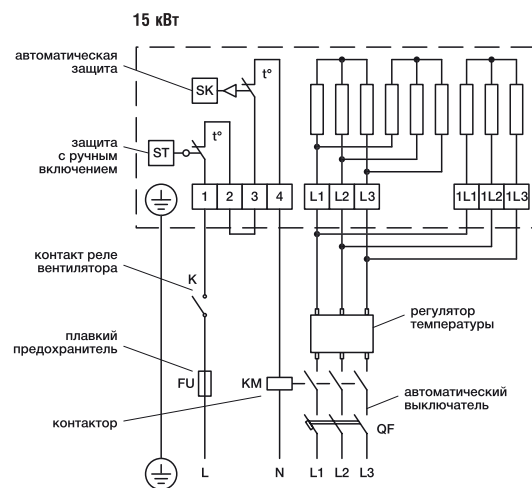 15 кВт
автоматическая
защита
SK
t°
защита
с ручным
включением
ST
t°
1 2 3 4 L1 L2 L3 1L1 1L2 1L3
контакт реле
вентилятора
K
плавкий
предохранитель
FU
контактор
KM
регулятор
температуры
автоматический
выключатель
QF
L N L1 L2 L3